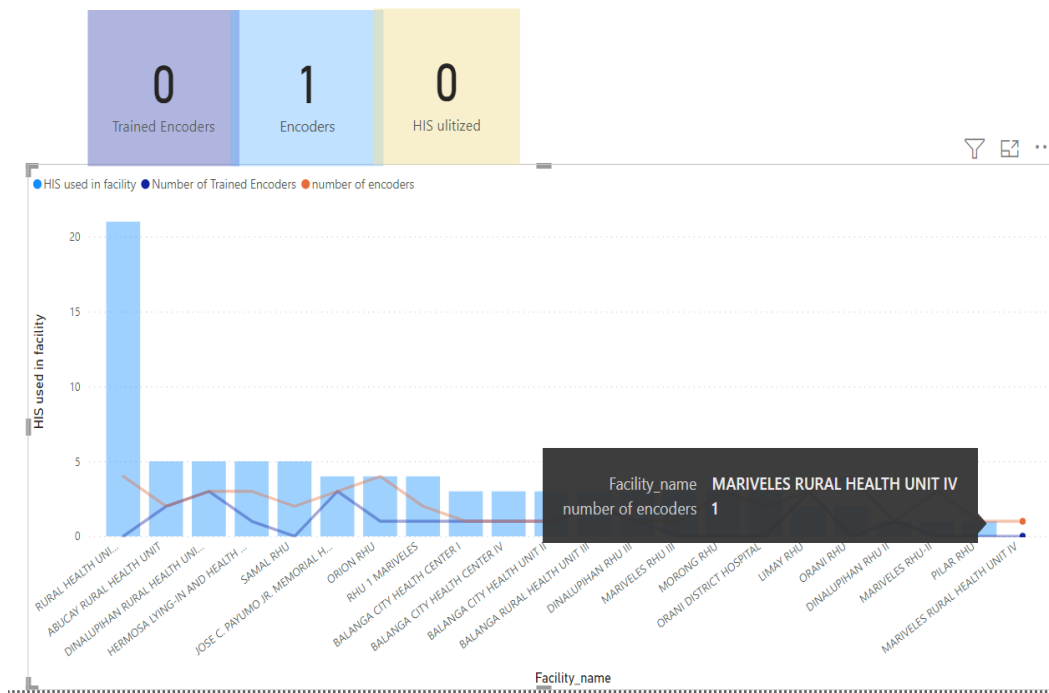 0 1 0
Trained Encoders Encoders HIS ulitized
HIS used in facility Number of Trained Encoders number of encoders
HIS used in facility
20
15
10
5
0
Facility_name MARIVELES RURAL HEALTH UNIT IV
number of encoders 1
RURAL HEALTH UNI...
ABUCAY RURAL HEALTH UNIT
DINALUPIHAN RURAL HEALTH UNI...
HERMOSA LYING-IN AND HEALTH ...
SAMAL RHU
JOSE C. PAYUMO JR. MEMORIAL H...
ORION RHU
RHU 1 MARIVELES
BALANGA CITY HEALTH CENTER I
BALANGA CITY HEALTH CENTER IV
BALANGA CITY HEALTH UNIT II
BALANGA RURAL HEALTH UNIT III
DINALUPIHAN RHU III
MARIVELES RHU III
MORONG RHU
ORANI DISTRICT HOSPITAL
LIMAY RHU
ORANI RHU
DINALUPIHAN RHU II
MARIVELES RHU-II
PILAR RHU
MARIVELES RURAL HEALTH UNIT IV
Facility_name